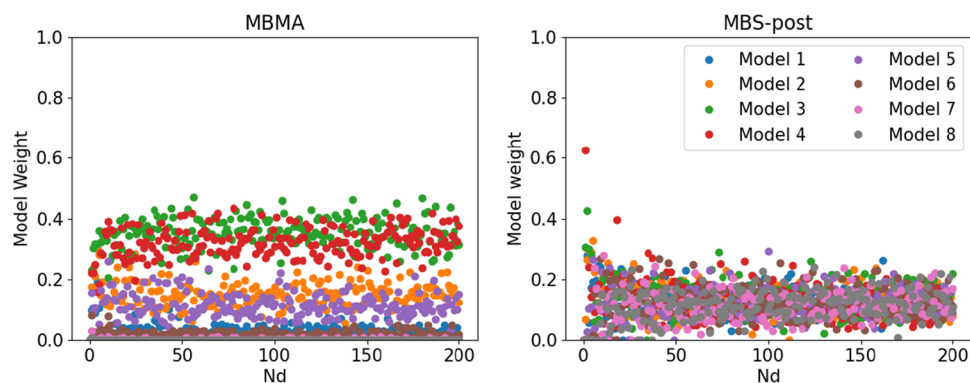 MBMA
Model Weight
1.0
0.8
0.6
0.4
0.2
0.0
0 50 100 150 200
Nd
MBS-post
Model weight
1.0
0.8
0.6
0.4
0.2
0.0
Model 1 Model 5
Model 2 Model 6
Model 3 Model 7
Model 4 Model 8
0 50 100 150 200
Nd